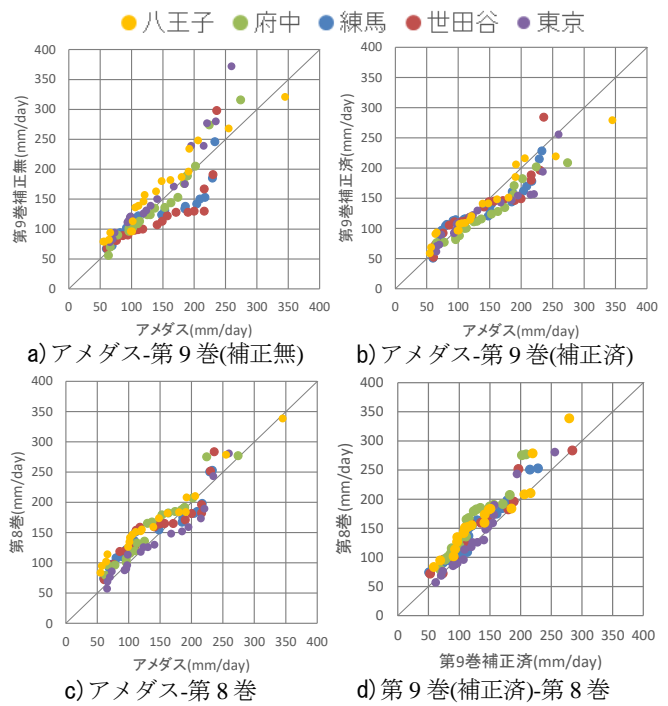 八王子 府中 練馬 世田谷 東京
400 400
350 350
300 300
250 250
200 200
150 150
100 100
50 50
0 0
0 50 100 150 200 250 300 350 400 0 50 100 150 200 250 300 350 400
第9巻補正無(mm/day) 第9巻補正済(mm/day)
アメダス(mm/day) アメダス(mm/day)
a)アメダス-第9巻(補正無) b)アメダス-第9巻(補正済)
400 400
350 350
300 300
250 250
200 200
150 150
100 100
50 50
0 0
0 50 100 150 200 250 300 350 400 0 50 100 150 200 250 300 350 400
第8巻(mm/day) 第8巻(mm/day)
アメダス(mm/day) 第9巻補正済(mm/day)
c)アメダス-第8巻 d)第9巻(補正済)-第8巻